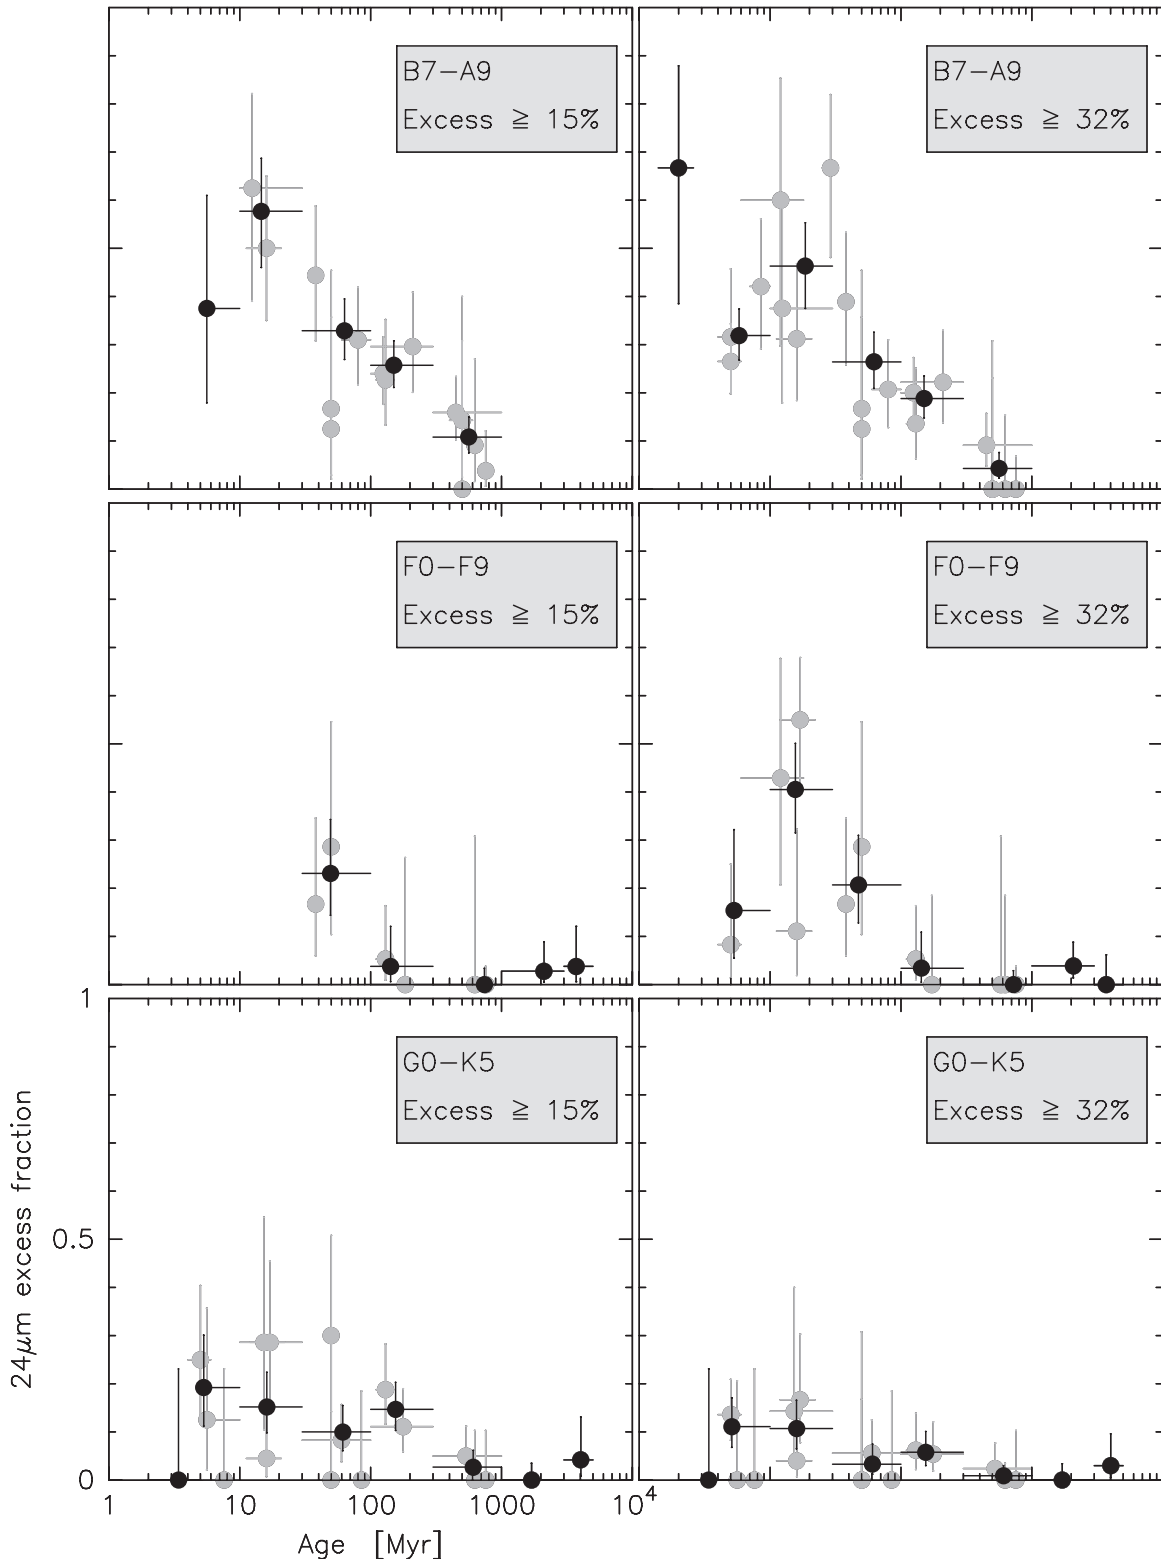 B7-A9
Excess ≧ 15%
B7-A9
Excess ≧ 32%
F0-F9
Excess ≧ 15%
F0-F9
Excess ≧ 32%
1
G0-K5
Excess ≧ 15%
G0-K5
Excess ≧ 32%
24μm excess fraction
0.5
0
1 10 100 1000 10⁴
Age [Myr]